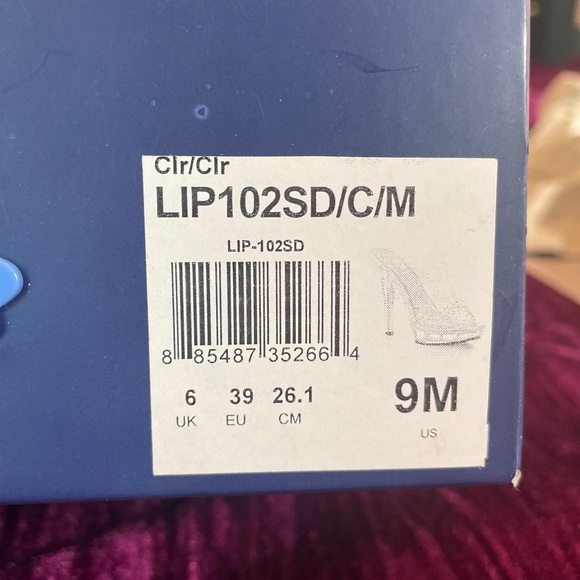 Clr/Clr
LIP102SD/C/M
LIP-102SD
8 85487 35266 4
6 39 26.1 9M
UK EU CM US